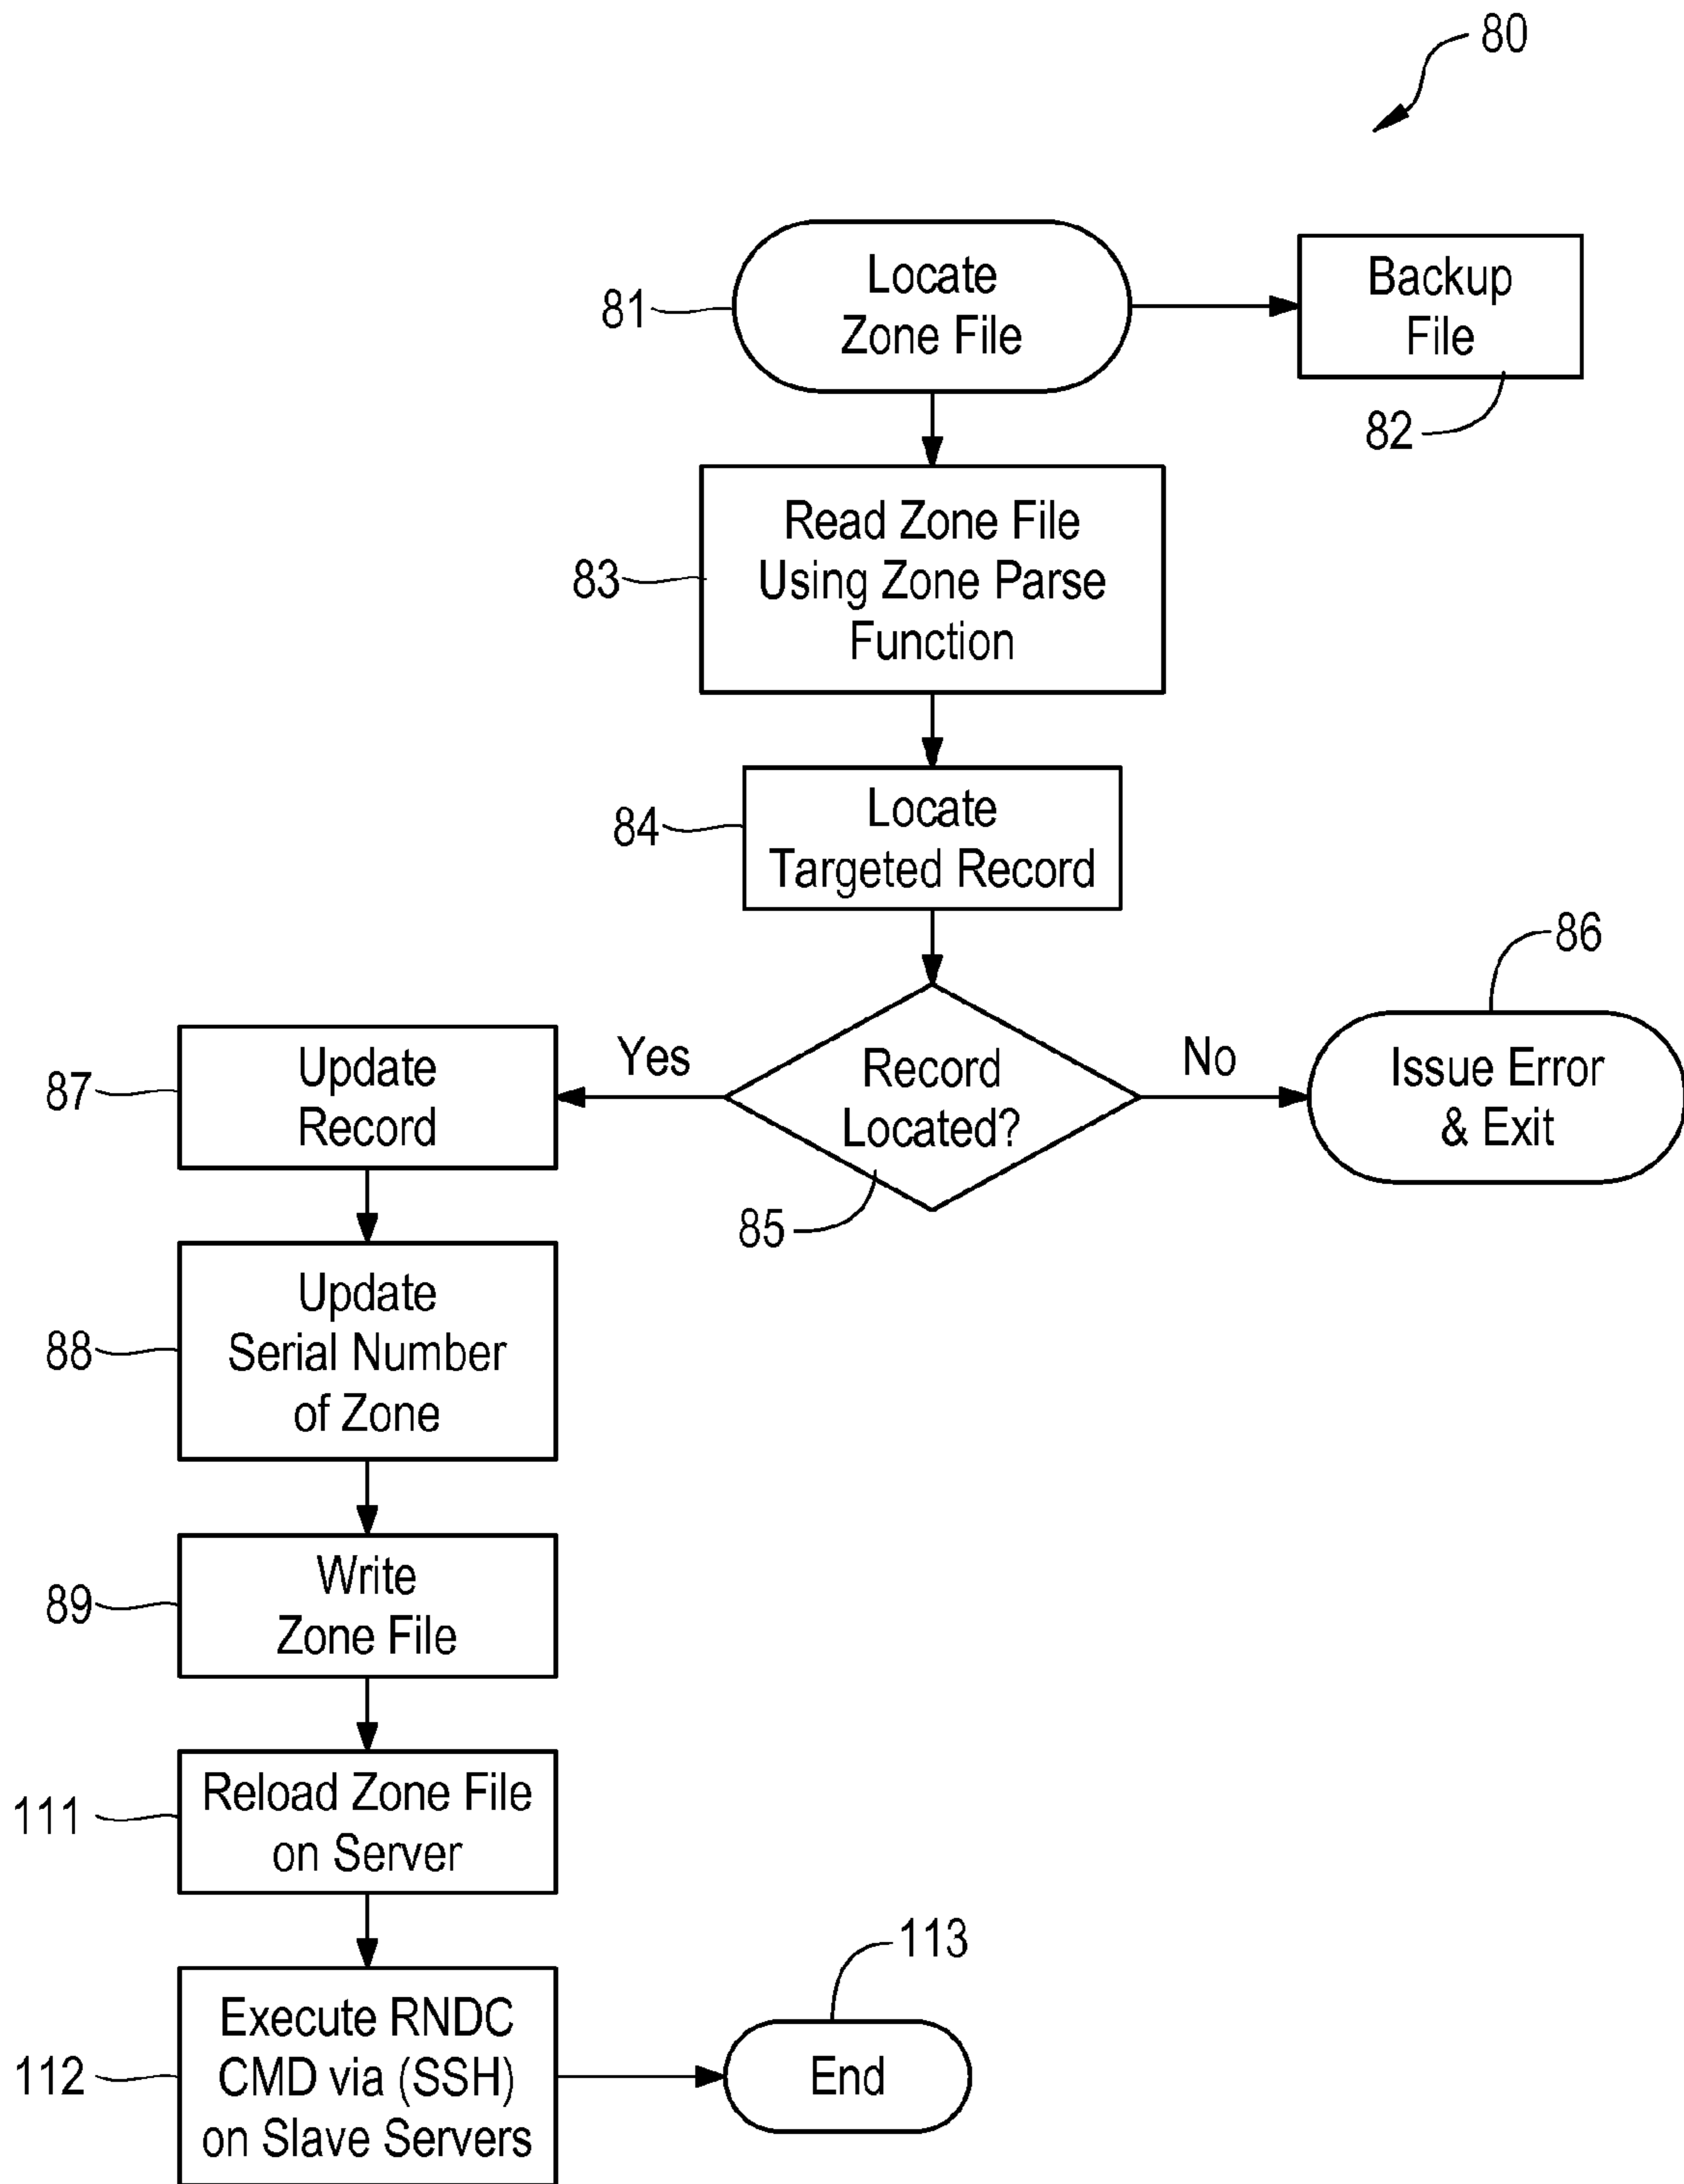 80
Locate
Zone File
81
Backup
File
82
Read Zone File
Using Zone Parse
Function
83
Locate
Targeted Record
84
86
Record
Located?
Yes
No
85
Issue Error
& Exit
Update
Record
87
Update
Serial Number
of Zone
88
Write
Zone File
89
Reload Zone File
on Server
111
113
Execute RNDC
CMD via (SSH)
on Slave Servers
112
End